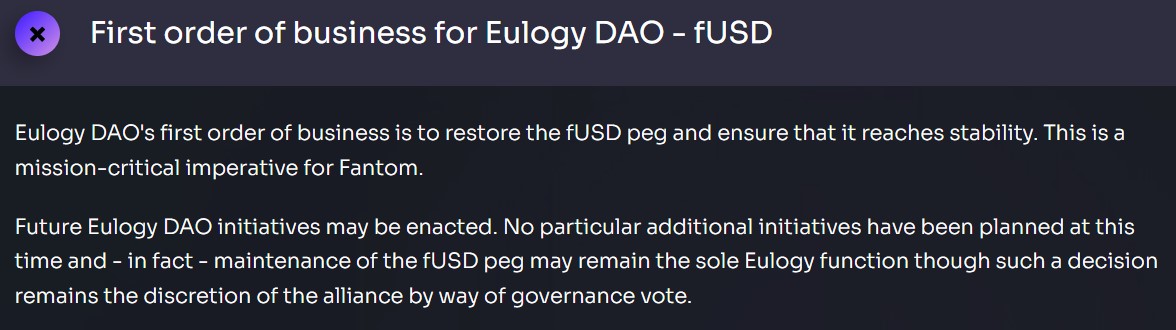 First order of business for Eulogy DAO - fUSD
Eulogy DAO's first order of business is to restore the fUSD peg and ensure that it reaches stability. This is a
mission-critical imperative for Fantom.
Future Eulogy DAO initiatives may be enacted. No particular additional initiatives have been planned at this
time and - in fact - maintenance of the fUSD peg may remain the sole Eulogy function though such a decision
remains the discretion of the alliance by way of governance vote.